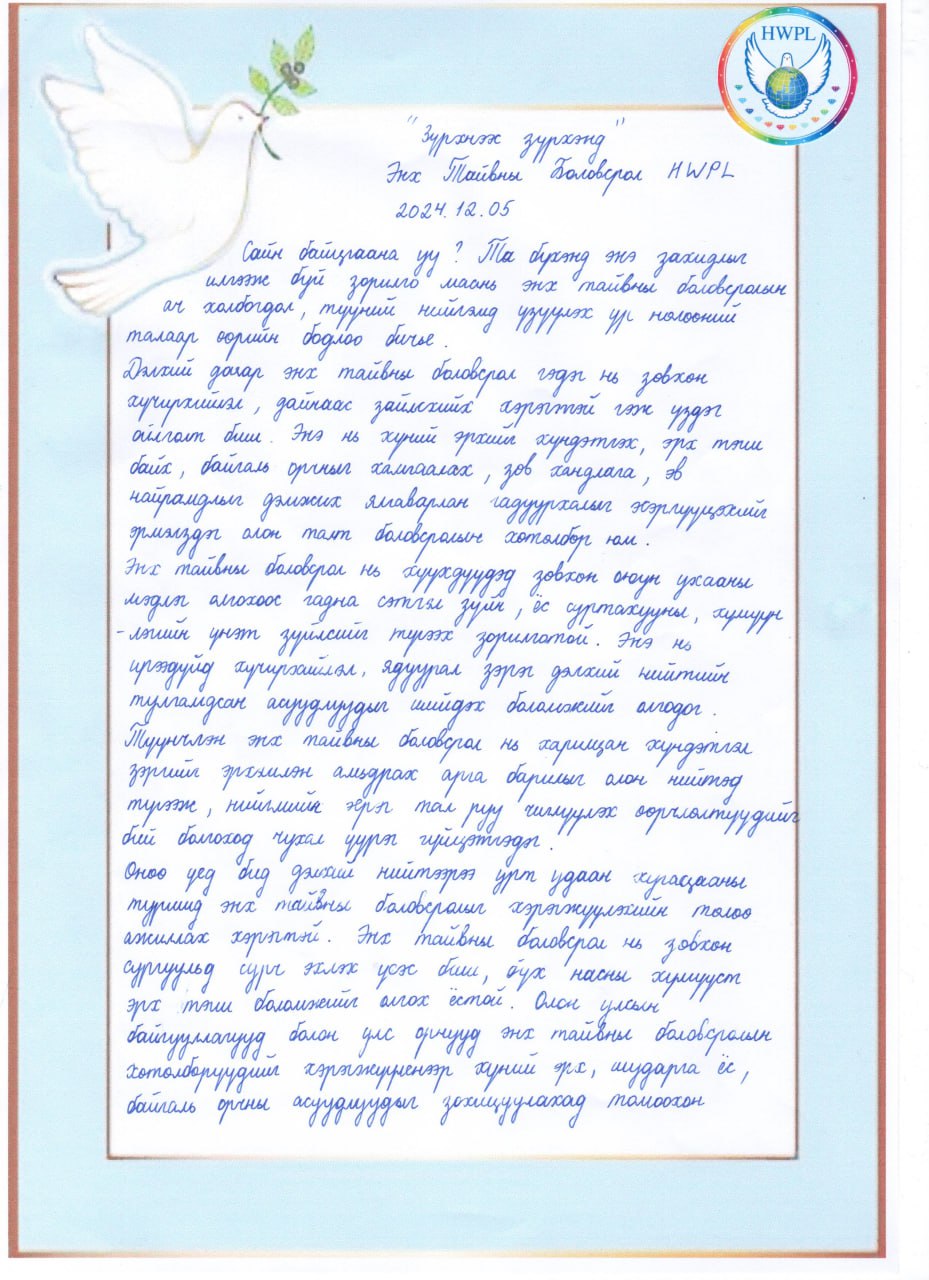 HWPL
"Зүрхнээс зүрхэнд"
Энх Тайвны Боловсрол HWPL
2024.12.05
Сайн байцгаана уу? Та бүхэнд энэ захидлыг
илгээж буй зорилго маань энх тайвны боловсролын
ач холбогдол, түүний нийгэмд үзүүлэх үр нөлөөний
талаар өөрийн бодлоо бичье.
Дэлхий даяар энх тайвны боловсрол гэдэг нь зөвхөн
хүчирхийлэл, дайнаас зайлсхийх хэрэгтэй гэж үздэг
ойлголт биш. Энэ нь хүний эрхийг хүндэтгэх, эрх тэгш
байх, байгаль орчныг хамгаалах, зөв хандлага, эв
найрамдлыг дэмжих ялгаварлан гадуурхалыг эсэргүүцэхийг
эрмэлздэг олон талт боловсролын хөтөлбөр юм.
Энх тайвны боловсрол нь хүүхдүүдэд зөвхөн оюун ухааны
мэдлэг олгохоос гадна сэтгэл зүйн, ёс суртахууны, хүмүүн
-лэгийн үнэт зүйлсийг түгээх зорилготой. Энэ нь
ирээдүйд хүчирхийлэл, ядуурал зэрэг дэлхий нийтийн
тулгамдсан асуудлуудыг шийдэх боломжийг олгодог.
Түүнчлэн энх тайвны боловсрол нь харилцан хүндэтгэл
зэргийг эрхэмлэн амьдрах арга барилыг олон нийтэд
түгээж, нийгмийн эерэг тал руу чиглүүлэх өөрчлөлтүүдийг
бий болгоход чухал үүрэг гүйцэтгэдэг.
Одоо үед бид дэлхий нийтээрээ урт удаан хугацааны
туршид энх тайвны боловсролыг хэрэгжүүлэхийн төлөө
ажиллах хэрэгтэй. Энх тайвны боловсрол нь зөвхөн
сургуульд сурч эхлэх үеэс биш, бүх насны хүмүүст
эрх тэгш боломжийг олгох ёстой. Олон улсын
байгууллагууд болон улс орнууд энх тайвны боловсролын
хөтөлбөрүүдийг хэрэгжүүлснээр хүний эрх, шударга ёс,
байгаль орчны асуудлуудыг зохицуулахад томоохон